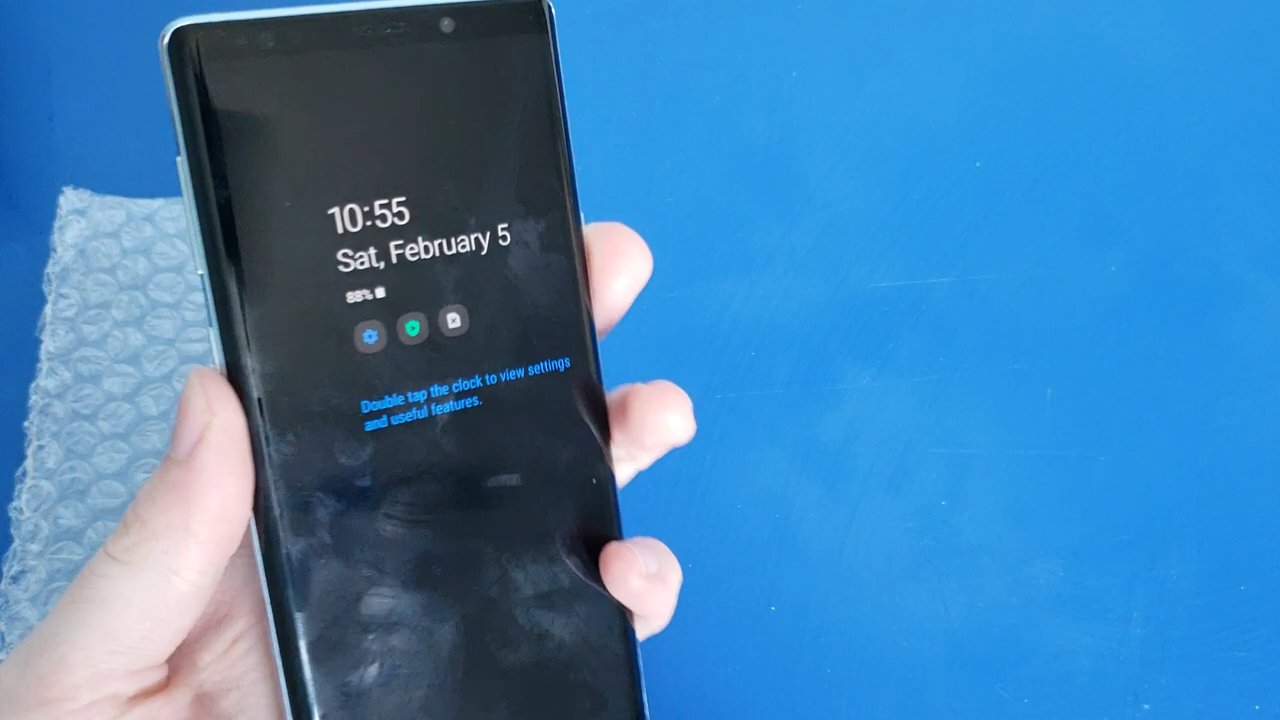 10:55
Sat, February 5
88%
Double tap the clock to view settings
and useful features.